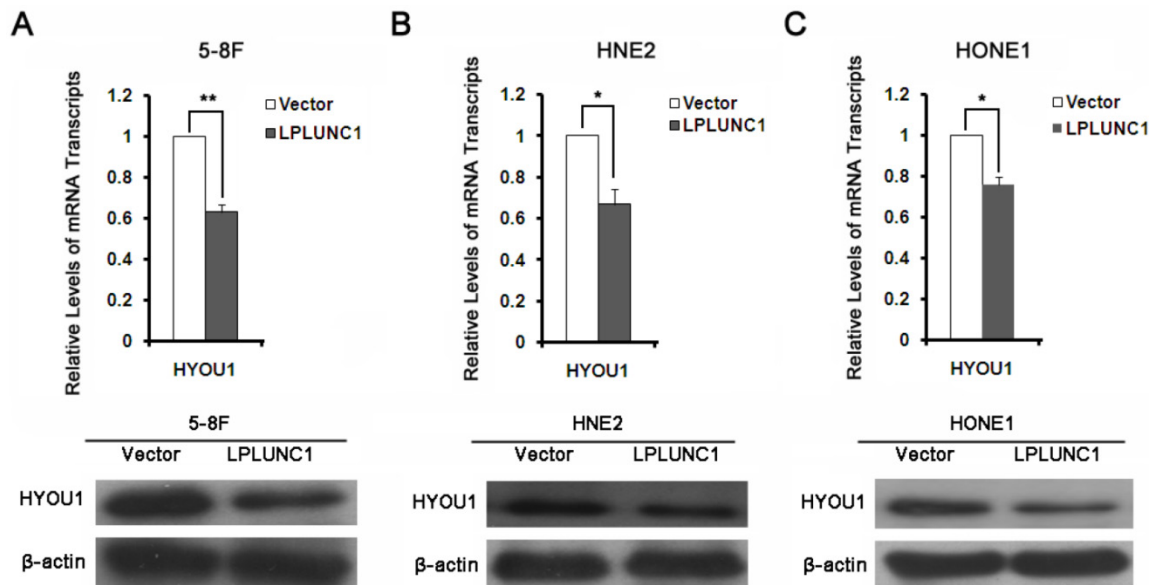 A
5-8F
Relative Levels of mRNA Transcripts
1.2
1
0.8
0.6
0.4
0.2
0
**
Vector
LPLUNC1
HYOU1
5-8F
Vector LPLUNC1
HYOU1
β-actin
B
HNE2
Relative Levels of mRNA Transcripts
1.2
1
0.8
0.6
0.4
0.2
0
*
Vector
LPLUNC1
HYOU1
HNE2
Vector LPLUNC1
HYOU1
β-actin
C
HONE1
Relative Levels of mRNA Transcripts
1.2
1
0.8
0.6
0.4
0.2
0
*
Vector
LPLUNC1
HYOU1
HONE1
Vector LPLUNC1
HYOU1
β-actin